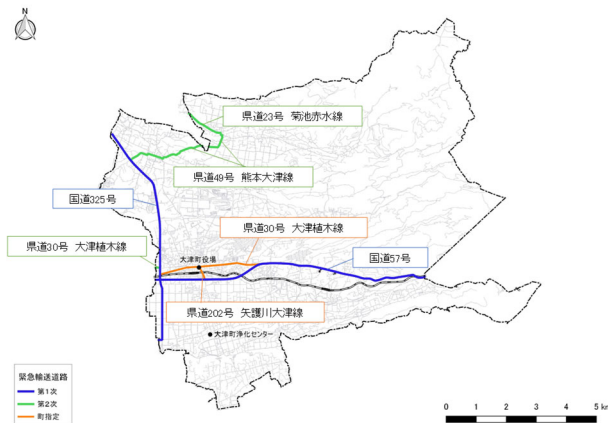 N
県道23号 菊池赤水線
県道49号 熊本大津線
国道325号
県道30号 大津植木線
県道30号 大津植木線
大津町役場
国道57号
県道202号 矢護川大津線
大津町浄化センター
緊急輸送道路
第1次
第2次
町指定
0 1 2 3 4 5 km